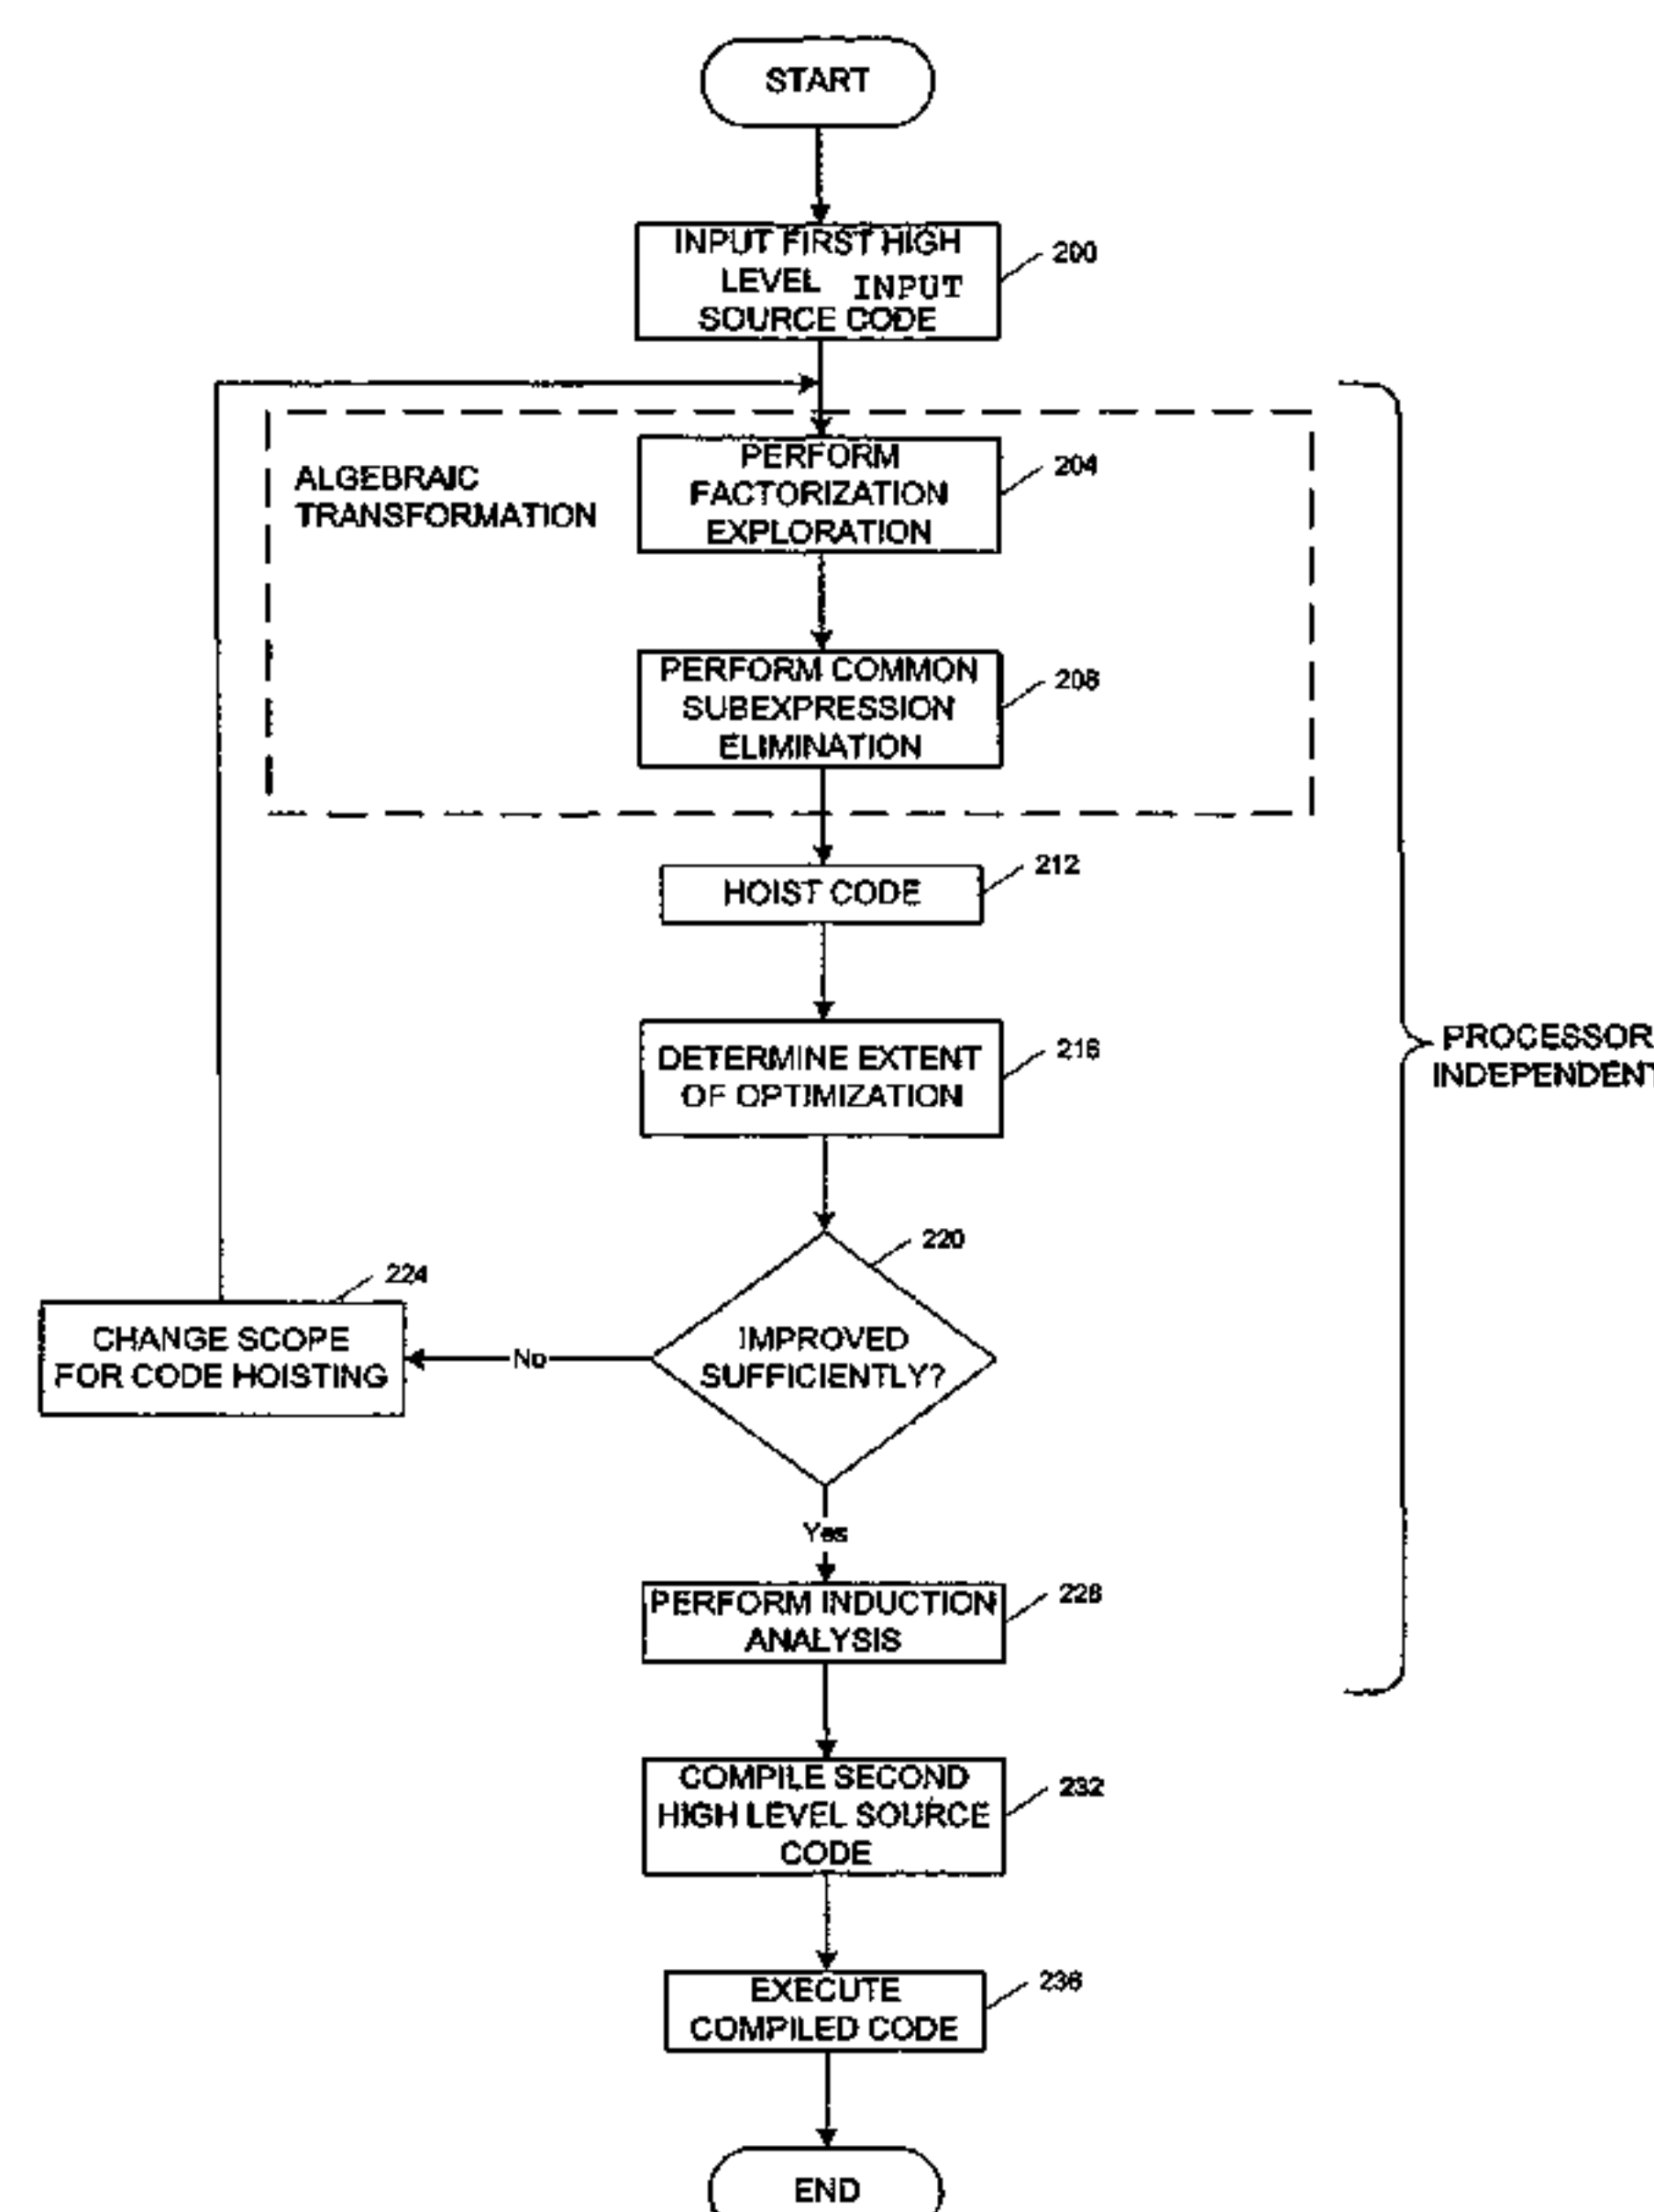 START
INPUT FIRST HIGH
LEVEL INPUT
SOURCE CODE
200
ALGEBRAIC
TRANSFORMATION
PERFORM
FACTORIZATION
EXPLORATION
204
PERFORM COMMON
SUBEXPRESSION
ELIMINATION
208
HOIST CODE
212
DETERMINE EXTENT
OF OPTIMIZATION
216
PROCESSOR
INDEPENDENT
220
IMPROVED
SUFFICIENTLY?
No
224
CHANGE SCOPE
FOR CODE HOISTING
Yes
PERFORM INDUCTION
ANALYSIS
228
COMPILE SECOND
HIGH LEVEL SOURCE
CODE
232
EXECUTE
COMPILED CODE
236
END